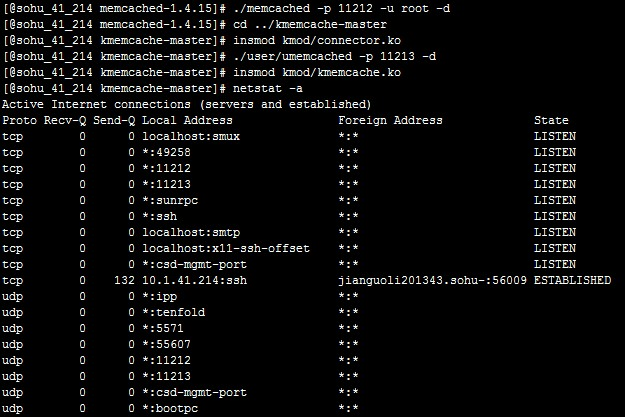 [@sohu_41_214 memcached-1.4.15]# ./memcached -p 11212 -u root -d
[@sohu_41_214 memcached-1.4.15]# cd ../kmemcache-master
[@sohu_41_214 kmemcache-master]# insmod kmod/connector.ko
[@sohu_41_214 kmemcache-master]# ./user/umemcached -p 11213 -d
[@sohu_41_214 kmemcache-master]# insmod kmod/kmemcache.ko
[@sohu_41_214 kmemcache-master]# netstat -a
Active Internet connections (servers and established)
Proto Recv-Q Send-Q Local Address Foreign Address State
tcp 0 0 localhost:smux *:* LISTEN
tcp 0 0 *:49258 *:* LISTEN
tcp 0 0 *:11212 *:* LISTEN
tcp 0 0 *:11213 *:* LISTEN
tcp 0 0 *:sunrpc *:* LISTEN
tcp 0 0 *:ssh *:* LISTEN
tcp 0 0 localhost:smtp *:* LISTEN
tcp 0 0 localhost:x11-ssh-offset *:* LISTEN
tcp 0 0 *:csd-mgmt-port *:* LISTEN
tcp 0 132 10.1.41.214:ssh jianguoli201343.sohu-:56009 ESTABLISHED
udp 0 0 *:ipp *:*
udp 0 0 *:tenfold *:*
udp 0 0 *:5571 *:*
udp 0 0 *:55607 *:*
udp 0 0 *:11212 *:*
udp 0 0 *:11213 *:*
udp 0 0 *:csd-mgmt-port *:*
udp 0 0 *:bootpc *:*